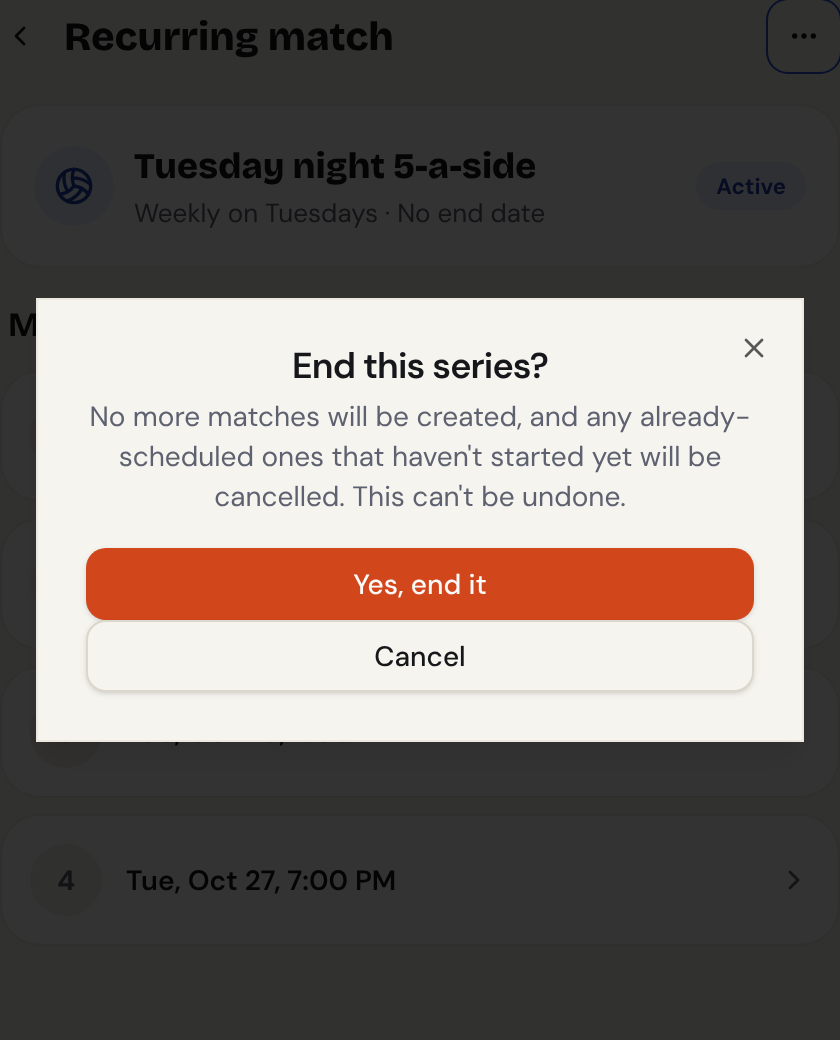 Recurring match
Tuesday night 5-a-side
Weekly on Tuesdays · No end date
Active
End this series?
No more matches will be created, and any already-
scheduled ones that haven't started yet will be
cancelled. This can't be undone.
Yes, end it
Cancel
4
Tue, Oct 27, 7:00 PM